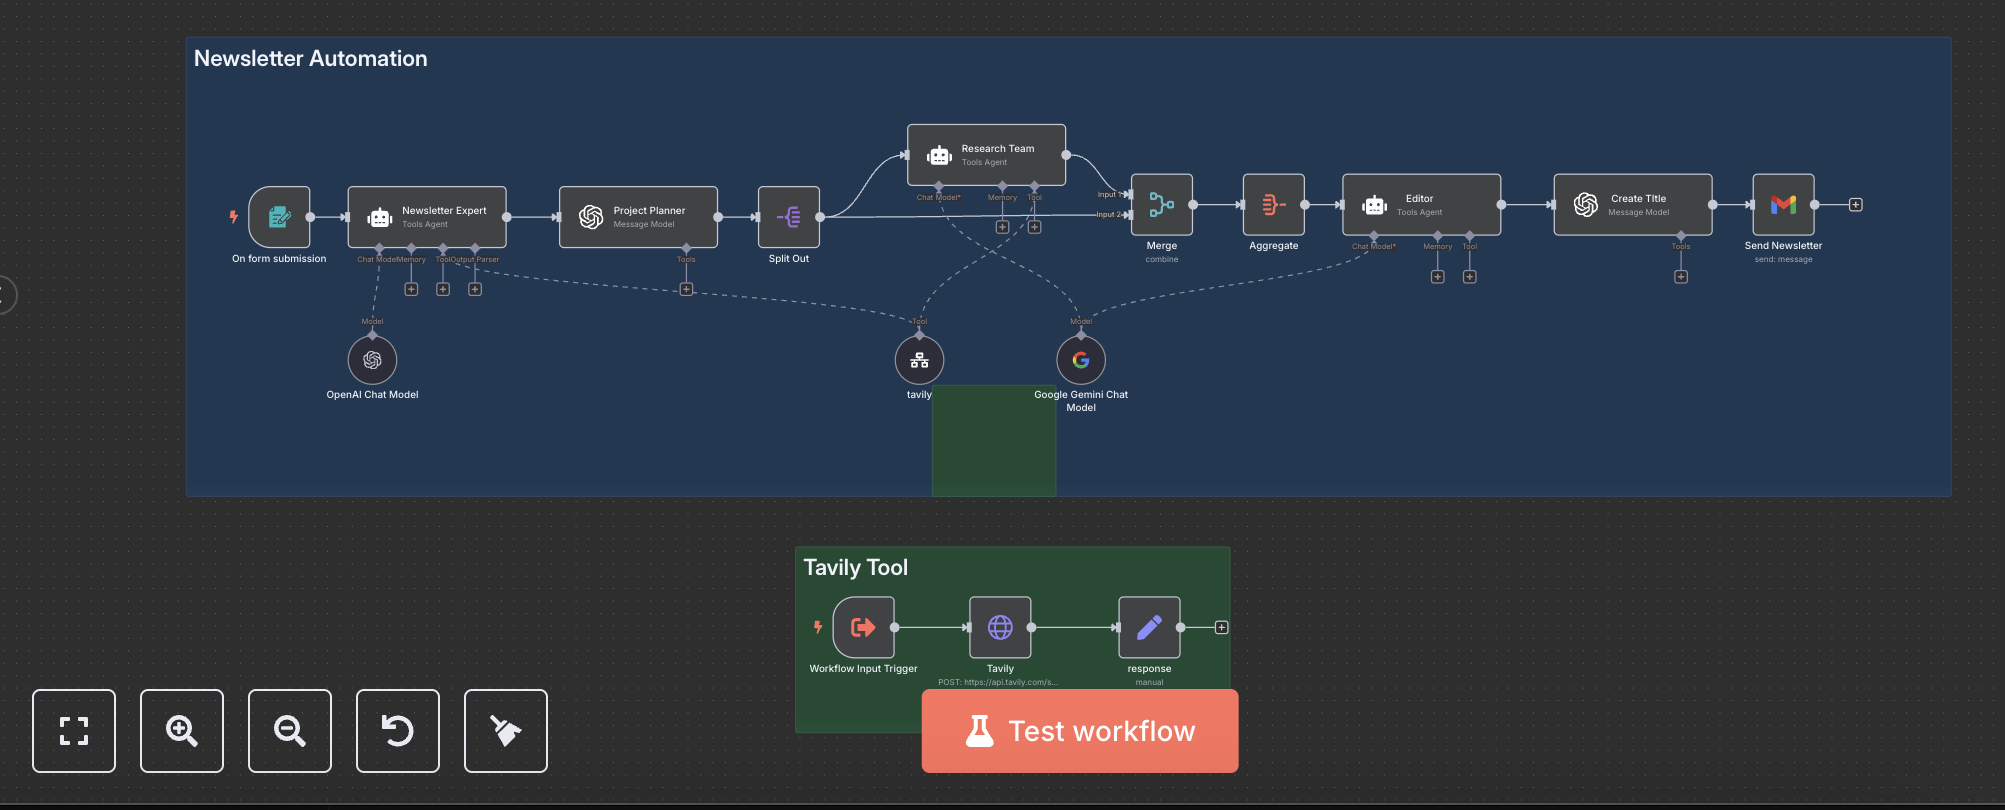 Newsletter Automation
Research Team
Tools Agent
Chat Model*
Memory
Tool
Input 1
Input 2
On form submission
Newsletter Expert
Tools Agent
Chat Model
Memory
Tool
Output Parser
Project Planner
Message Model
Tools
Split Out
Merge
combine
Aggregate
Editor
Tools Agent
Chat Model*
Memory
Tool
Create TItle
Message Model
Tools
Send Newsletter
send: message
Model
OpenAI Chat Model
Tool
tavily
Model
Google Gemini Chat
Model
Tavily Tool
Workflow Input Trigger
Tavily
POST: https://api.tavily.com/s...
response
manual
Test workflow